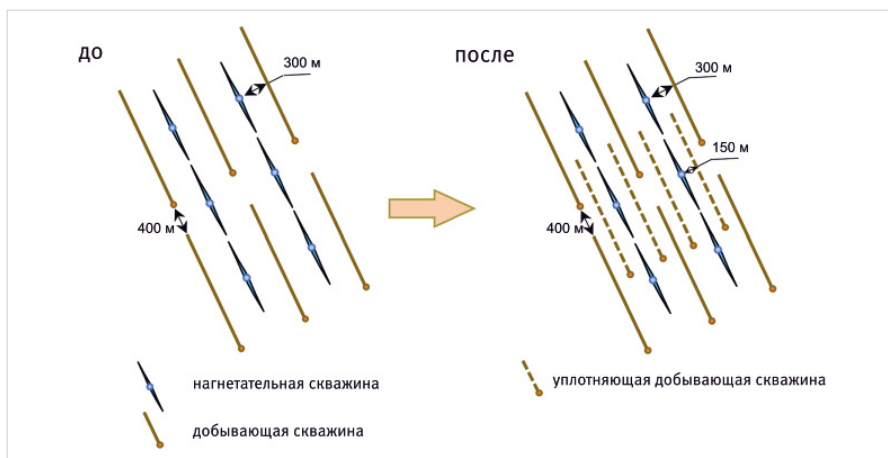 до
300 м
400 м
нагнетательная скважина
добывающая скважина
после
300 м
150 м
400 м
уплотняющая добывающая скважина